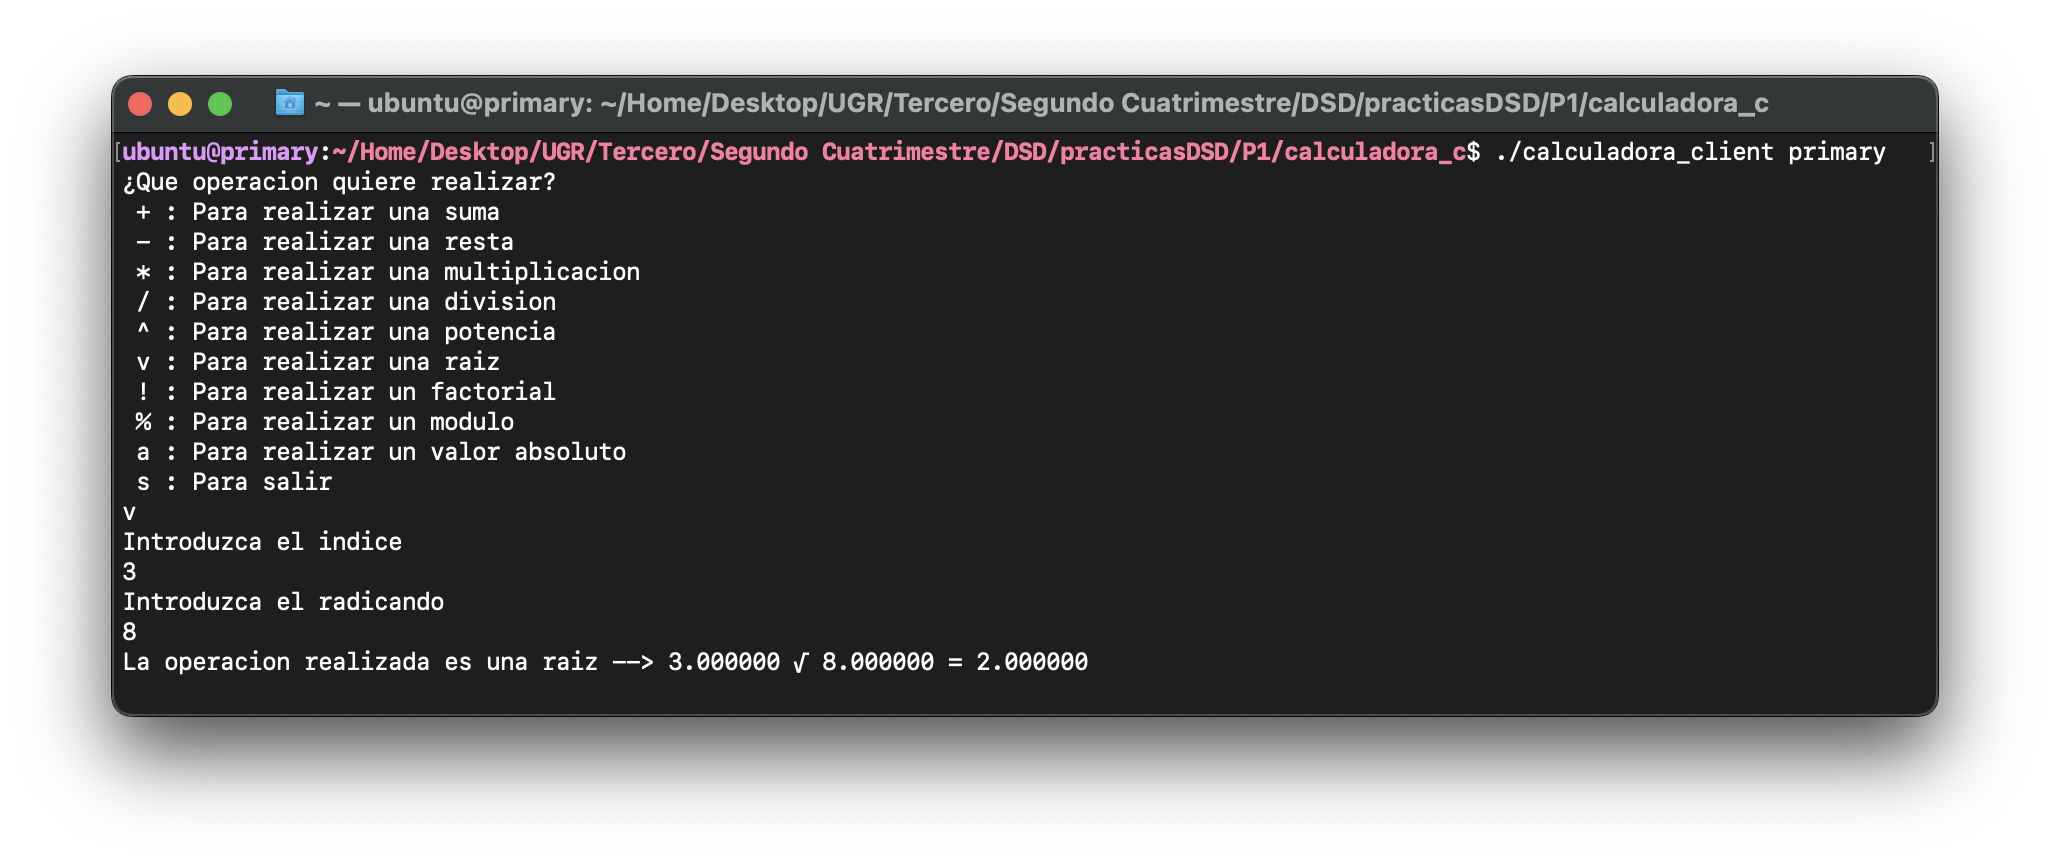 ~ — ubuntu@primary: ~/Home/Desktop/UGR/Tercero/Segundo Cuatrimestre/DSD/practicasDSD/P1/calculadora_c
[ubuntu@primary:~/Home/Desktop/UGR/Tercero/Segundo Cuatrimestre/DSD/practicasDSD/P1/calculadora_c$ ./calculadora_client primary ]
¿Que operacion quiere realizar?
+ : Para realizar una suma
- : Para realizar una resta
* : Para realizar una multiplicacion
/ : Para realizar una division
^ : Para realizar una potencia
v : Para realizar una raiz
! : Para realizar un factorial
% : Para realizar un modulo
a : Para realizar un valor absoluto
s : Para salir
v
Introduzca el indice
3
Introduzca el radicando
8
La operacion realizada es una raiz --> 3.000000 √ 8.000000 = 2.000000